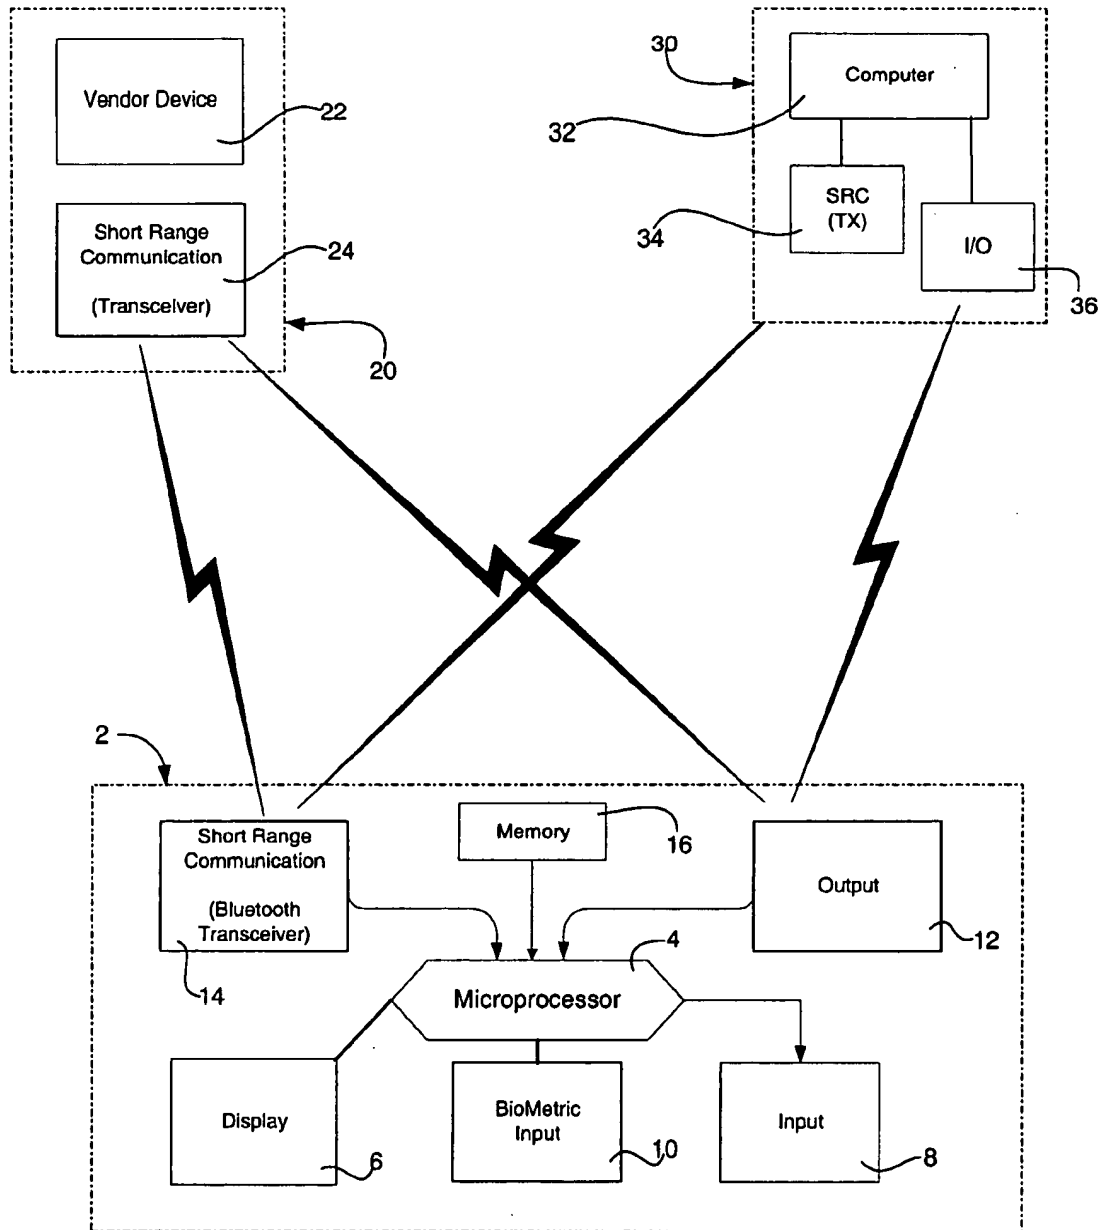 Vendor Device
22
Short Range
Communication
(Transceiver)
24
20
30
Computer
32
SRC
(TX)
34
I/O
36
2
Short Range
Communication
(Bluetooth
Transceiver)
14
Memory
16
Output
12
4
Microprocessor
Display
6
BioMetric
Input
10
Input
8